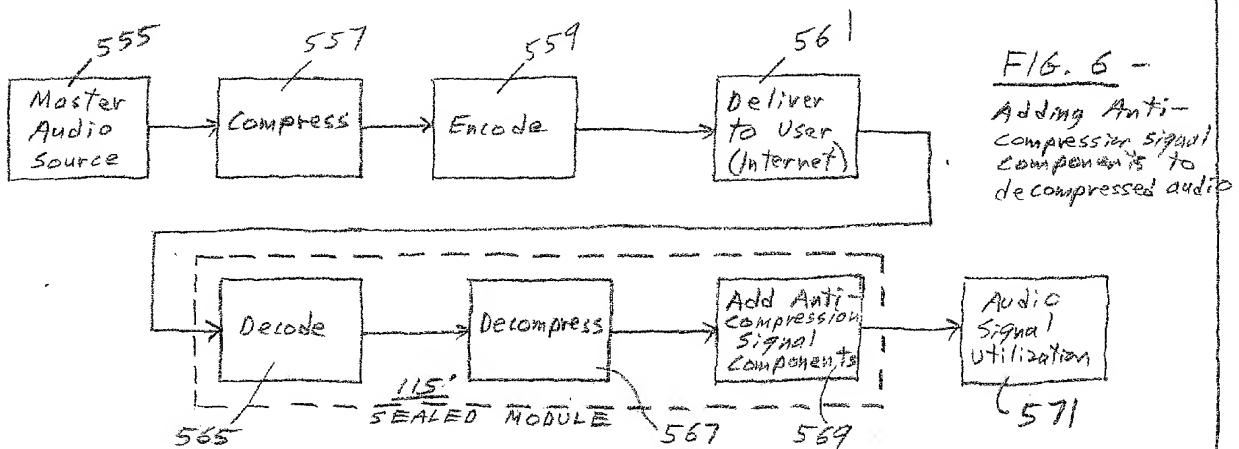 555
557
559
561
Master
Audio
Source
Compress
Encode
Deliver
to User
(Internet)
FIG. 6 -
Adding Anti-
compression signal
components to
decompressed audio
Decode
Decompress
Add Anti-
compression
Signal
Components
Audio
Signal
Utilization
115
SEALED MODULE
565
567
569
571